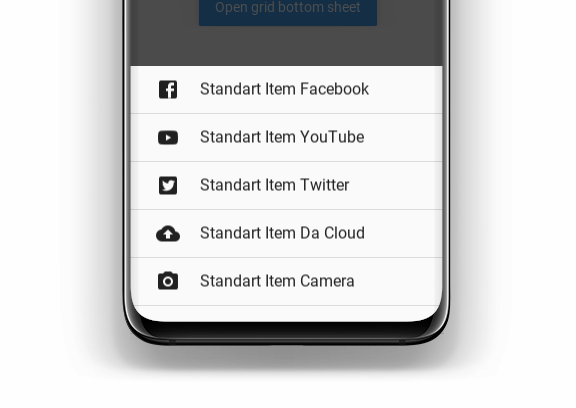 Open grid bottom sheet
Standart Item Facebook
Standart Item YouTube
Standart Item Twitter
Standart Item Da Cloud
Standart Item Camera